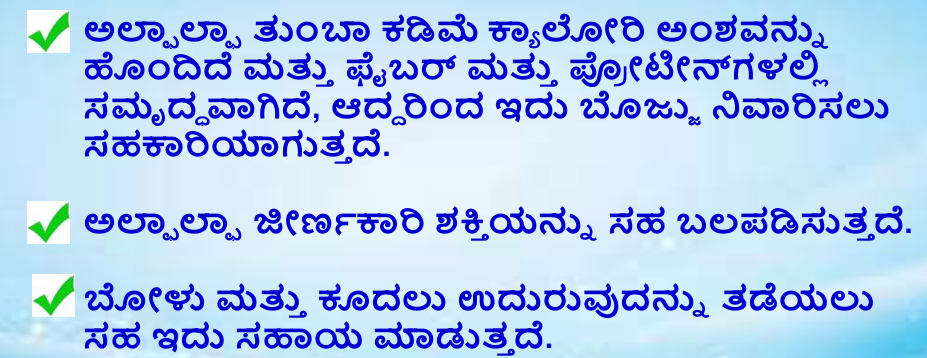 ಅಲ್ಫಾಲ್ಫಾ ತುಂಬಾ ಕಡಿಮೆ ಕ್ಯಾಲೋರಿ ಅಂಶವನ್ನು
ಹೊಂದಿದೆ ಮತ್ತು ಫೈಬರ್ ಮತ್ತು ಪ್ರೋಟೀನ್‌ಗಳಲ್ಲಿ
ಸಮೃದ್ಧವಾಗಿದೆ, ಆದ್ದರಿಂದ ಇದು ಬೊಜ್ಜು ನಿವಾರಿಸಲು
ಸಹಕಾರಿಯಾಗುತ್ತದೆ.
ಅಲ್ಫಾಲ್ಫಾ ಜೀರ್ಣಕಾರಿ ಶಕ್ತಿಯನ್ನು ಸಹ ಬಲಪಡಿಸುತ್ತದೆ.
ಬೋಳು ಮತ್ತು ಕೂದಲು ಉದುರುವುದನ್ನು ತಡೆಯಲು
ಸಹ ಇದು ಸಹಾಯ ಮಾಡುತ್ತದೆ.